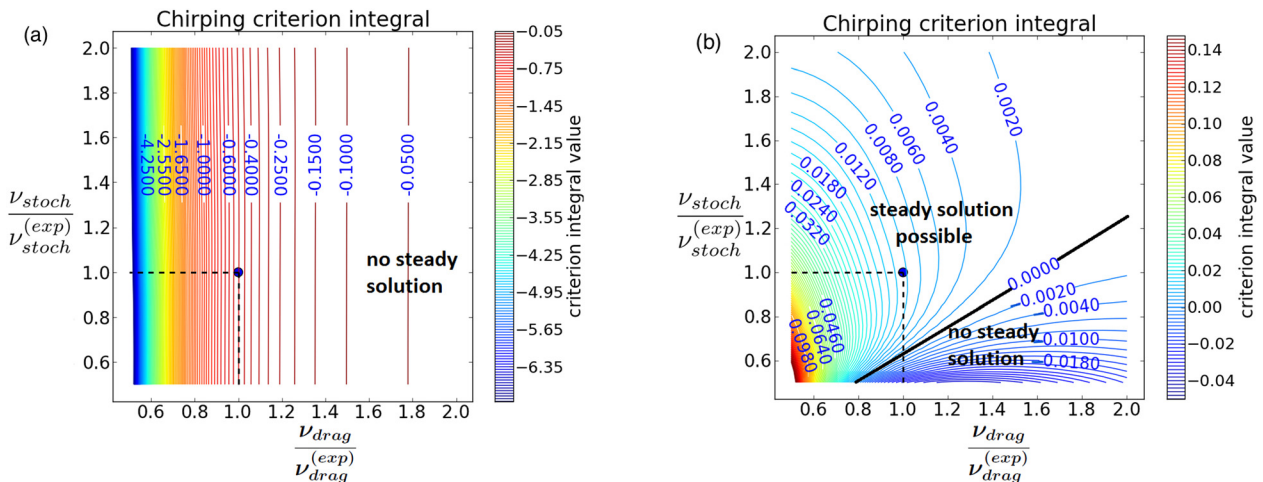 (a)
Chirping criterion integral
2.0
1.8
1.6
1.4
1.2
1.0
0.8
0.6
ν_stoch
ν_stoch^(exp)
-4.2500
-2.5500
-1.6500
-1.0000
-0.6000
-0.4000
-0.2500
-0.1500
-0.1000
-0.0500
no steady
solution
0.6 0.8 1.0 1.2 1.4 1.6 1.8 2.0
ν_drag
ν_drag^(exp)
−0.05
−0.75
−1.45
−2.15
−2.85
−3.55
−4.25
−4.95
−5.65
−6.35
criterion integral value
(b)
Chirping criterion integral
2.0
1.8
1.6
1.4
1.2
1.0
0.8
0.6
ν_stoch
ν_stoch^(exp)
0.0020
0.0040
0.0060
0.0080
0.0120
0.0180
0.0240
0.0320
steady solution
possible
0.0000
−0.0020
−0.0040
0.0460
0.0640
0.0980
−0.0100
−0.0180
no steady
solution
0.6 0.8 1.0 1.2 1.4 1.6 1.8 2.0
ν_drag
ν_drag^(exp)
0.14
0.12
0.10
0.08
0.06
0.04
0.02
0.00
−0.02
−0.04
criterion integral value